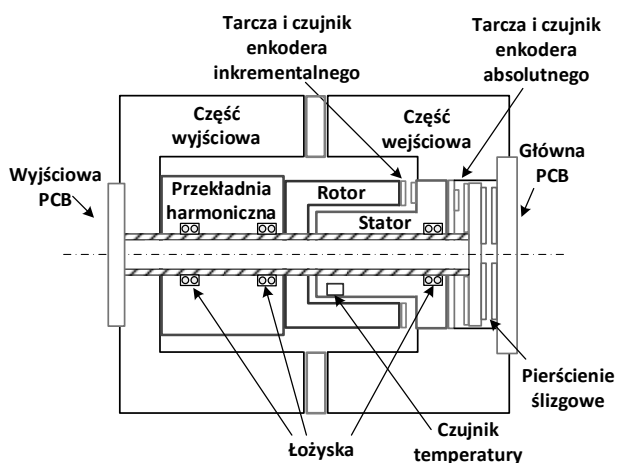 Tarcza i czujnik
enkodera
inkrementalnego
Tarcza i czujnik
enkodera
absolutnego
Część
wyjściowa
Część
wejściowa
Wyjściowa
PCB
Główna
PCB
Przekładnia
harmoniczna
Rotor
Stator
Pierścienie
ślizgowe
Łożyska
Czujnik
temperatury